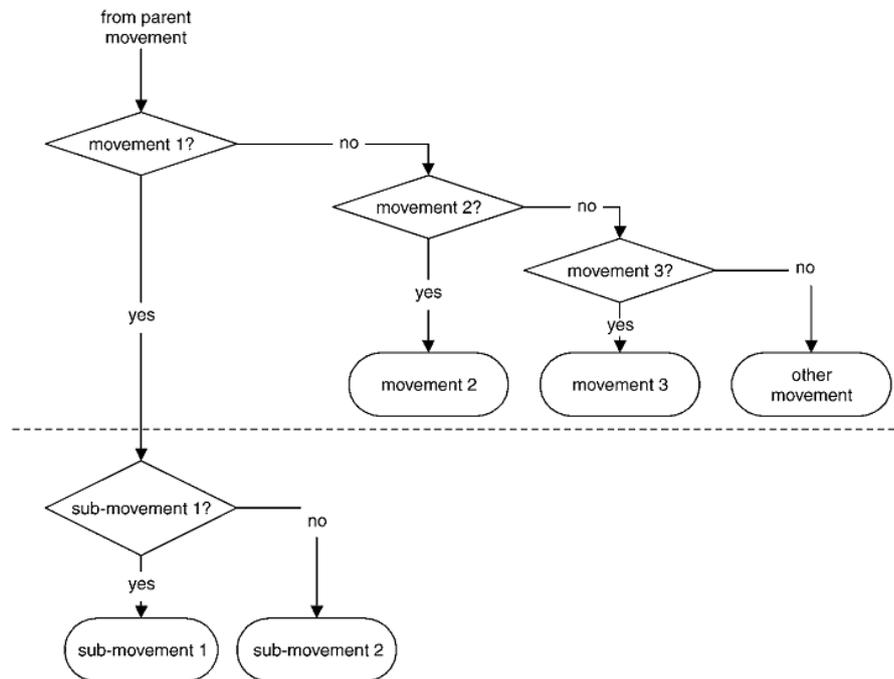 from parent
movement
movement 1?
no
movement 2?
no
movement 3?
no
yes
yes
yes
movement 2
movement 3
other
movement
sub-movement 1?
no
yes
sub-movement 1
sub-movement 2